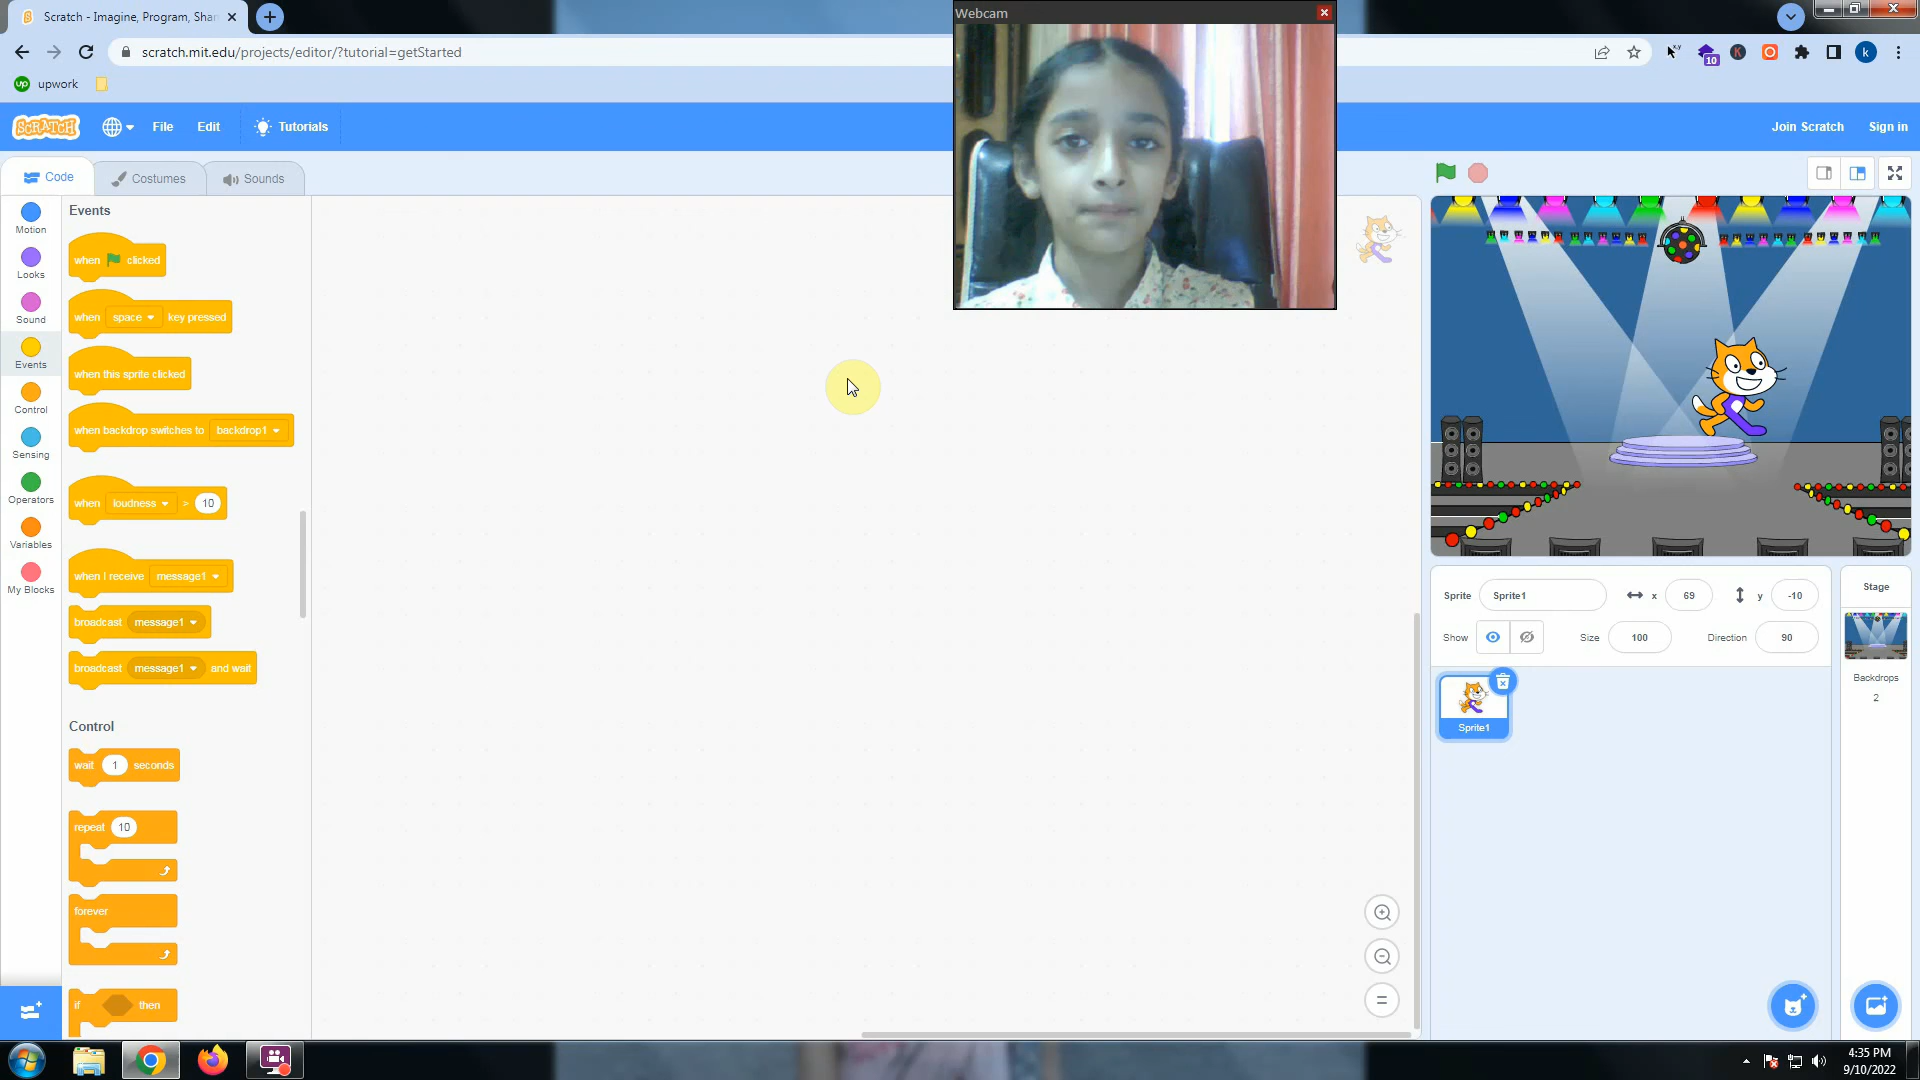 Scratch - Imagine, Program, Shar
Webcam
scratch.mit.edu/projects/editor/?tutorial=getStarted
10
K
k
up upwork
SCRATCH
File
Edit
Tutorials
Join Scratch
Sign in
Code
Costumes
Sounds
Motion
Looks
Sound
Events
Control
Sensing
Operators
Variables
My Blocks
Events
when clicked
when space key pressed
when this sprite clicked
when backdrop switches to backdrop1
when loudness > 10
when I receive message1
broadcast message1
broadcast message1 and wait
Control
wait 1 seconds
repeat 10
forever
if then
Sprite Sprite1 x 69 y -10
Show Size 100 Direction 90
Sprite1
Stage
Backdrops
2
4:35 PM
9/10/2022